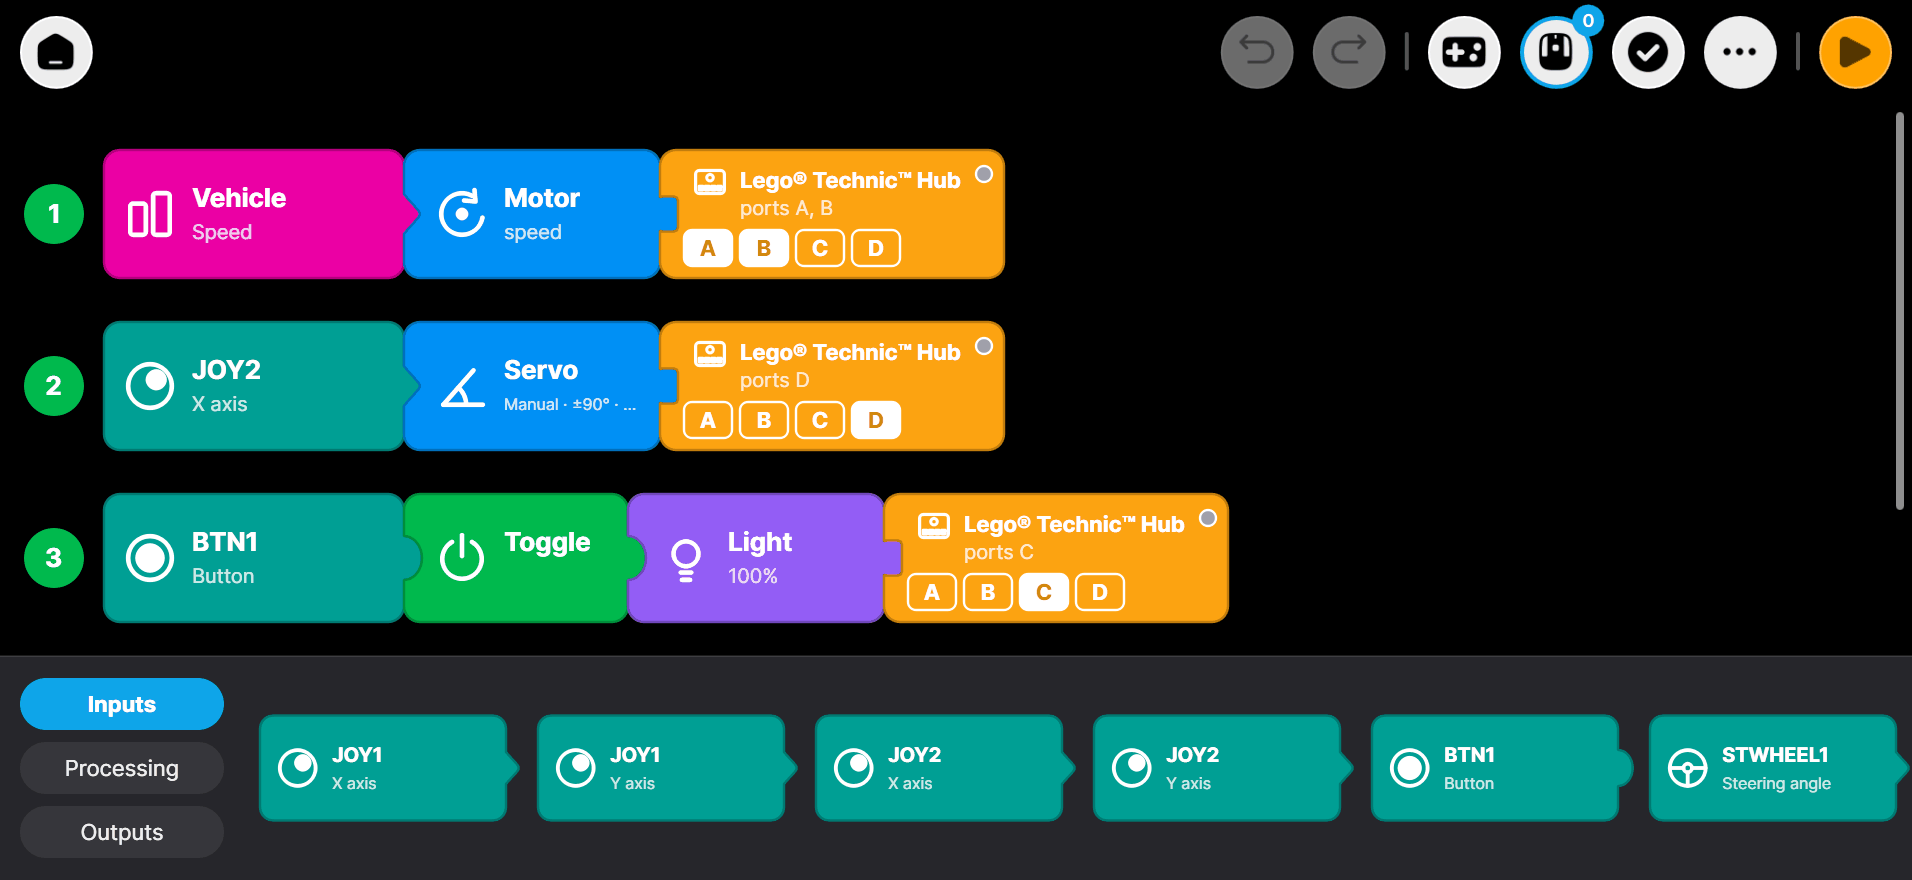 0
1
Vehicle
Speed
Motor
speed
Lego® Technic™ Hub
ports A, B
A B C D
2
JOY2
X axis
Servo
Manual · ±90° · ...
Lego® Technic™ Hub
ports D
A B C D
3
BTN1
Button
Toggle
Light
100%
Lego® Technic™ Hub
ports C
A B C D
Inputs
Processing
Outputs
JOY1
X axis
JOY1
Y axis
JOY2
X axis
JOY2
Y axis
BTN1
Button
STWHEEL1
Steering angle